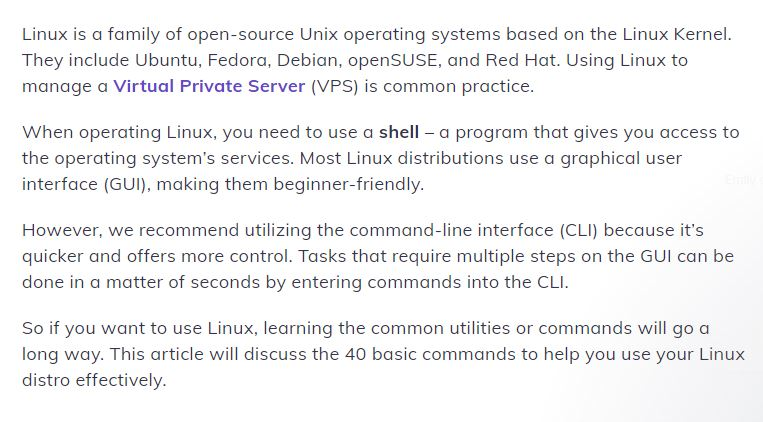 Linux is a family of open-source Unix operating systems based on the Linux Kernel.
They include Ubuntu, Fedora, Debian, openSUSE, and Red Hat. Using Linux to
manage a Virtual Private Server (VPS) is common practice.
When operating Linux, you need to use a shell – a program that gives you access to
the operating system’s services. Most Linux distributions use a graphical user
interface (GUI), making them beginner-friendly.
However, we recommend utilizing the command-line interface (CLI) because it’s
quicker and offers more control. Tasks that require multiple steps on the GUI can be
done in a matter of seconds by entering commands into the CLI.
So if you want to use Linux, learning the common utilities or commands will go a
long way. This article will discuss the 40 basic commands to help you use your Linux
distro effectively.